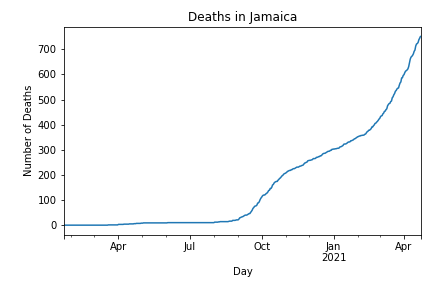 Deaths in Jamaica
Number of Deaths
700
600
500
400
300
200
100
0
Apr
Jul
Oct
Jan
2021
Apr
Day